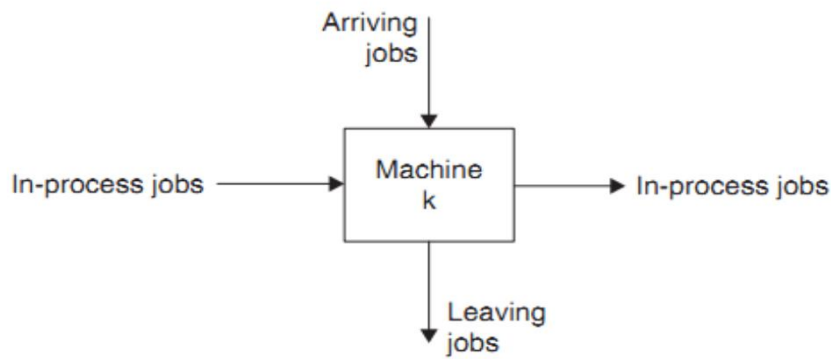 Arriving
jobs
In-process jobs
Machine
k
In-process jobs
Leaving
jobs